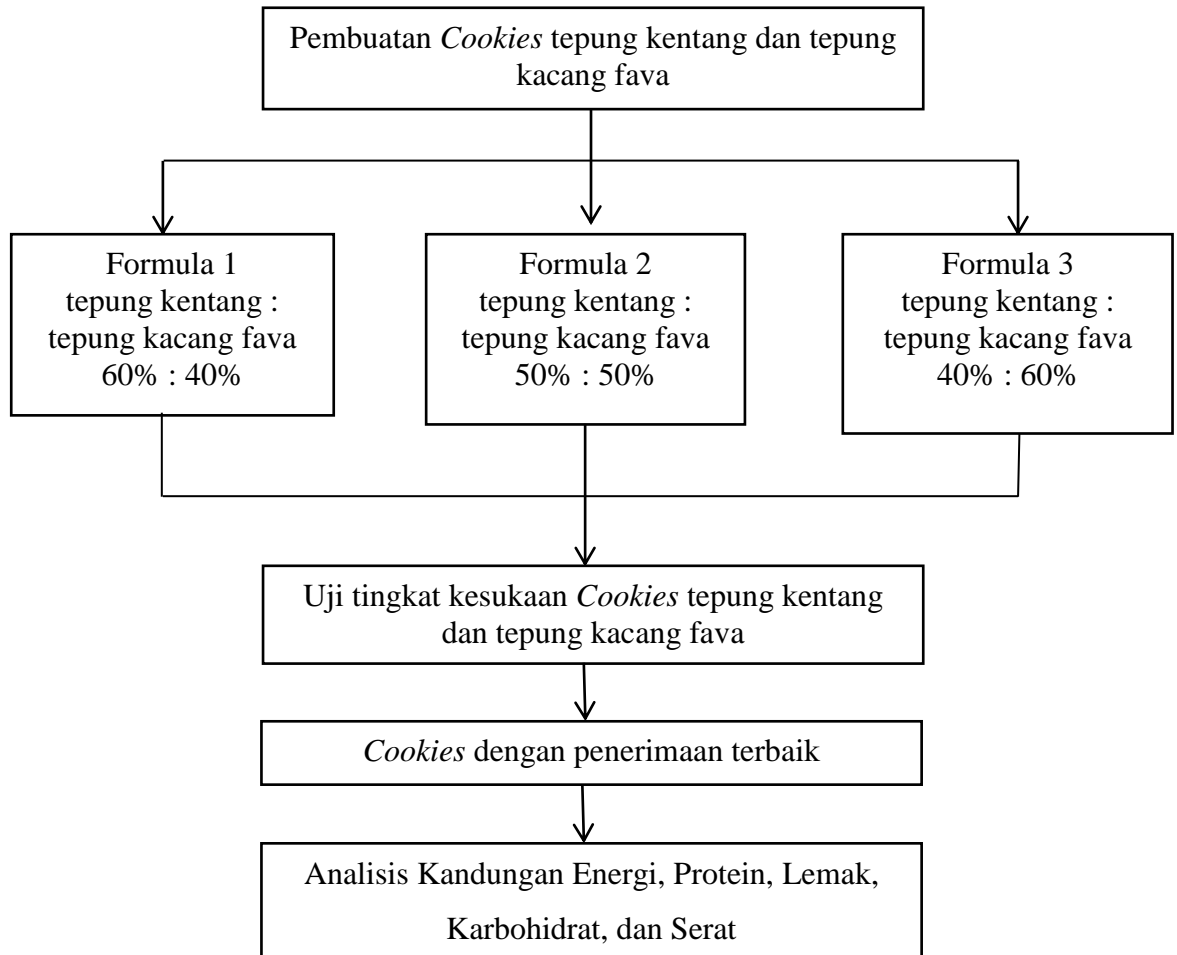 Pembuatan Cookies tepung kentang dan tepung
kacang fava
Formula 1
tepung kentang :
tepung kacang fava
60% : 40%
Formula 2
tepung kentang :
tepung kacang fava
50% : 50%
Formula 3
tepung kentang :
tepung kacang fava
40% : 60%
Uji tingkat kesukaan Cookies tepung kentang
dan tepung kacang fava
Cookies dengan penerimaan terbaik
Analisis Kandungan Energi, Protein, Lemak,
Karbohidrat, dan Serat